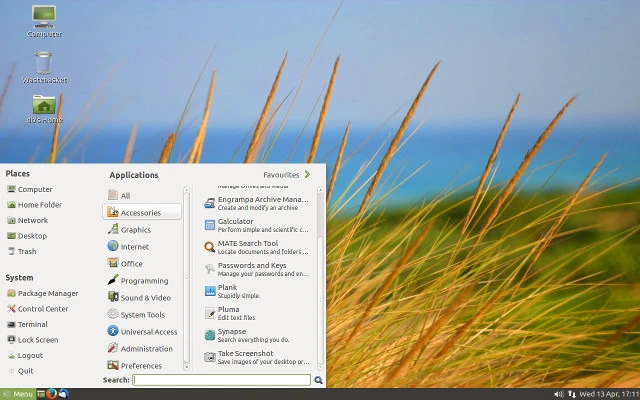 Computer
Wastebasket
Places
Computer
Home Folder
Network
Desktop
Trash
System
Package Manager
Control Center
Terminal
Lock Screen
Logout
Quit
Applications
Favourites
All
Accessories
Graphics
Internet
Office
Programming
Sound & Video
System Tools
Universal Access
Administration
Preferences
Manage Drives and Media
Engrampa Archive Mana...
Create and modify an archive
Calculator
Perform simple and scientific c...
MATE Search Tool
Locate documents and folders ...
Passwords and Keys
Manage your passwords and en...
Plank
Stupidly simple.
Pluma
Edit text files
Synapse
Search everything you do.
Take Screenshot
Save images of your desktop or...
Search:
Menu
Wed 13 Apr, 17:11